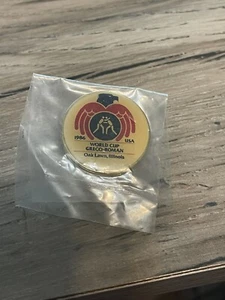 1986 USA
WORLD CUP
GRECO-ROMAN
Oak Lawn, Illinois